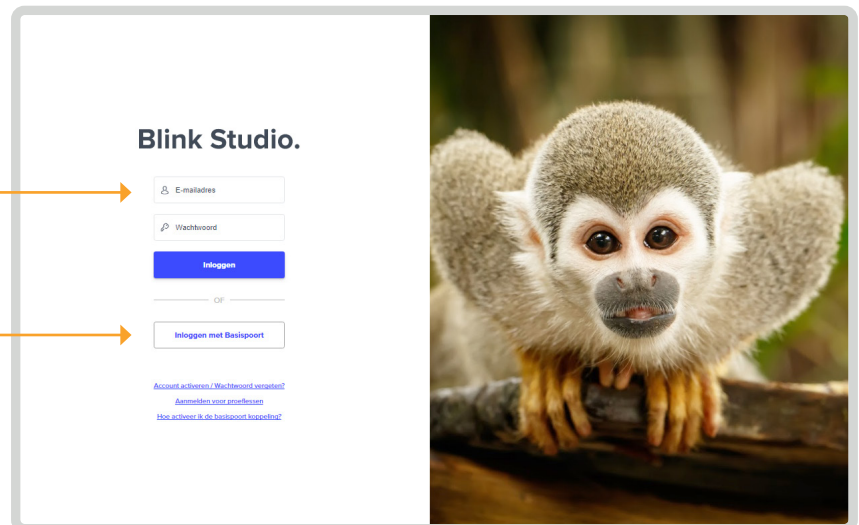 Blink Studio.
E-mailadres
Wachtwoord
Inloggen
OF
Inloggen met Basispoort
Account activeren / Wachtwoord vergeten?
Aanmelden voor proeflessen
Hoe activeer ik de basispoort koppeling?